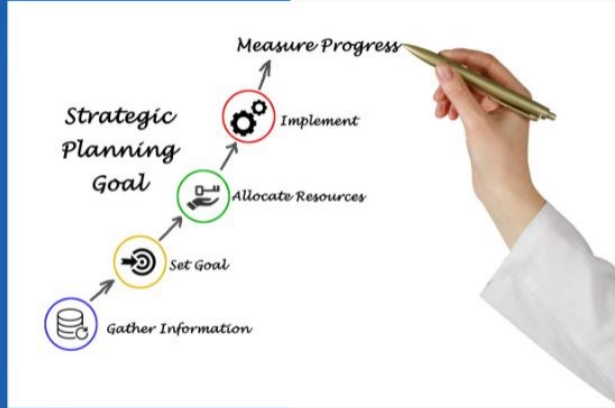 Measure Progress
Strategic
Planning
Goal
Implement
Allocate Resources
Set Goal
Gather Information